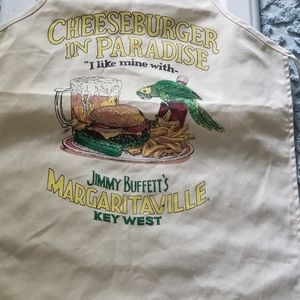 CHEESEBURGER
IN PARADISE
"I like mine with-
JIMMY BUFFETT'S
MARGARITAVILLE
KEY WEST